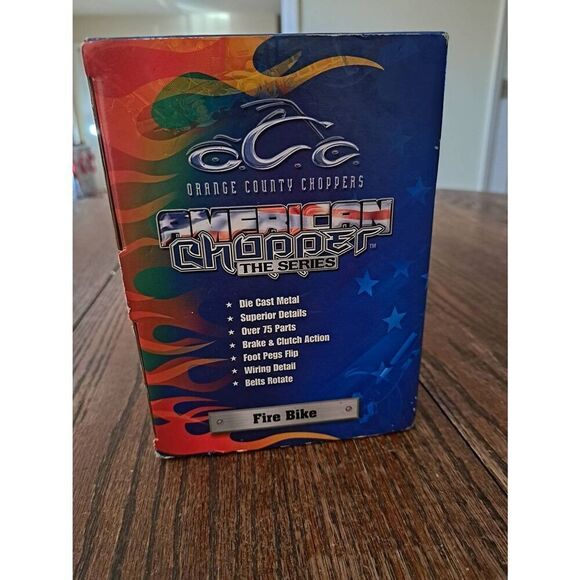 O.C.C.
ORANGE COUNTY CHOPPERS
AMERICAN
chopper™
THE SERIES
★ Die Cast Metal
★ Superior Details
★ Over 75 Parts
★ Brake & Clutch Action
★ Foot Pegs Flip
★ Wiring Detail
★ Belts Rotate
Fire Bike